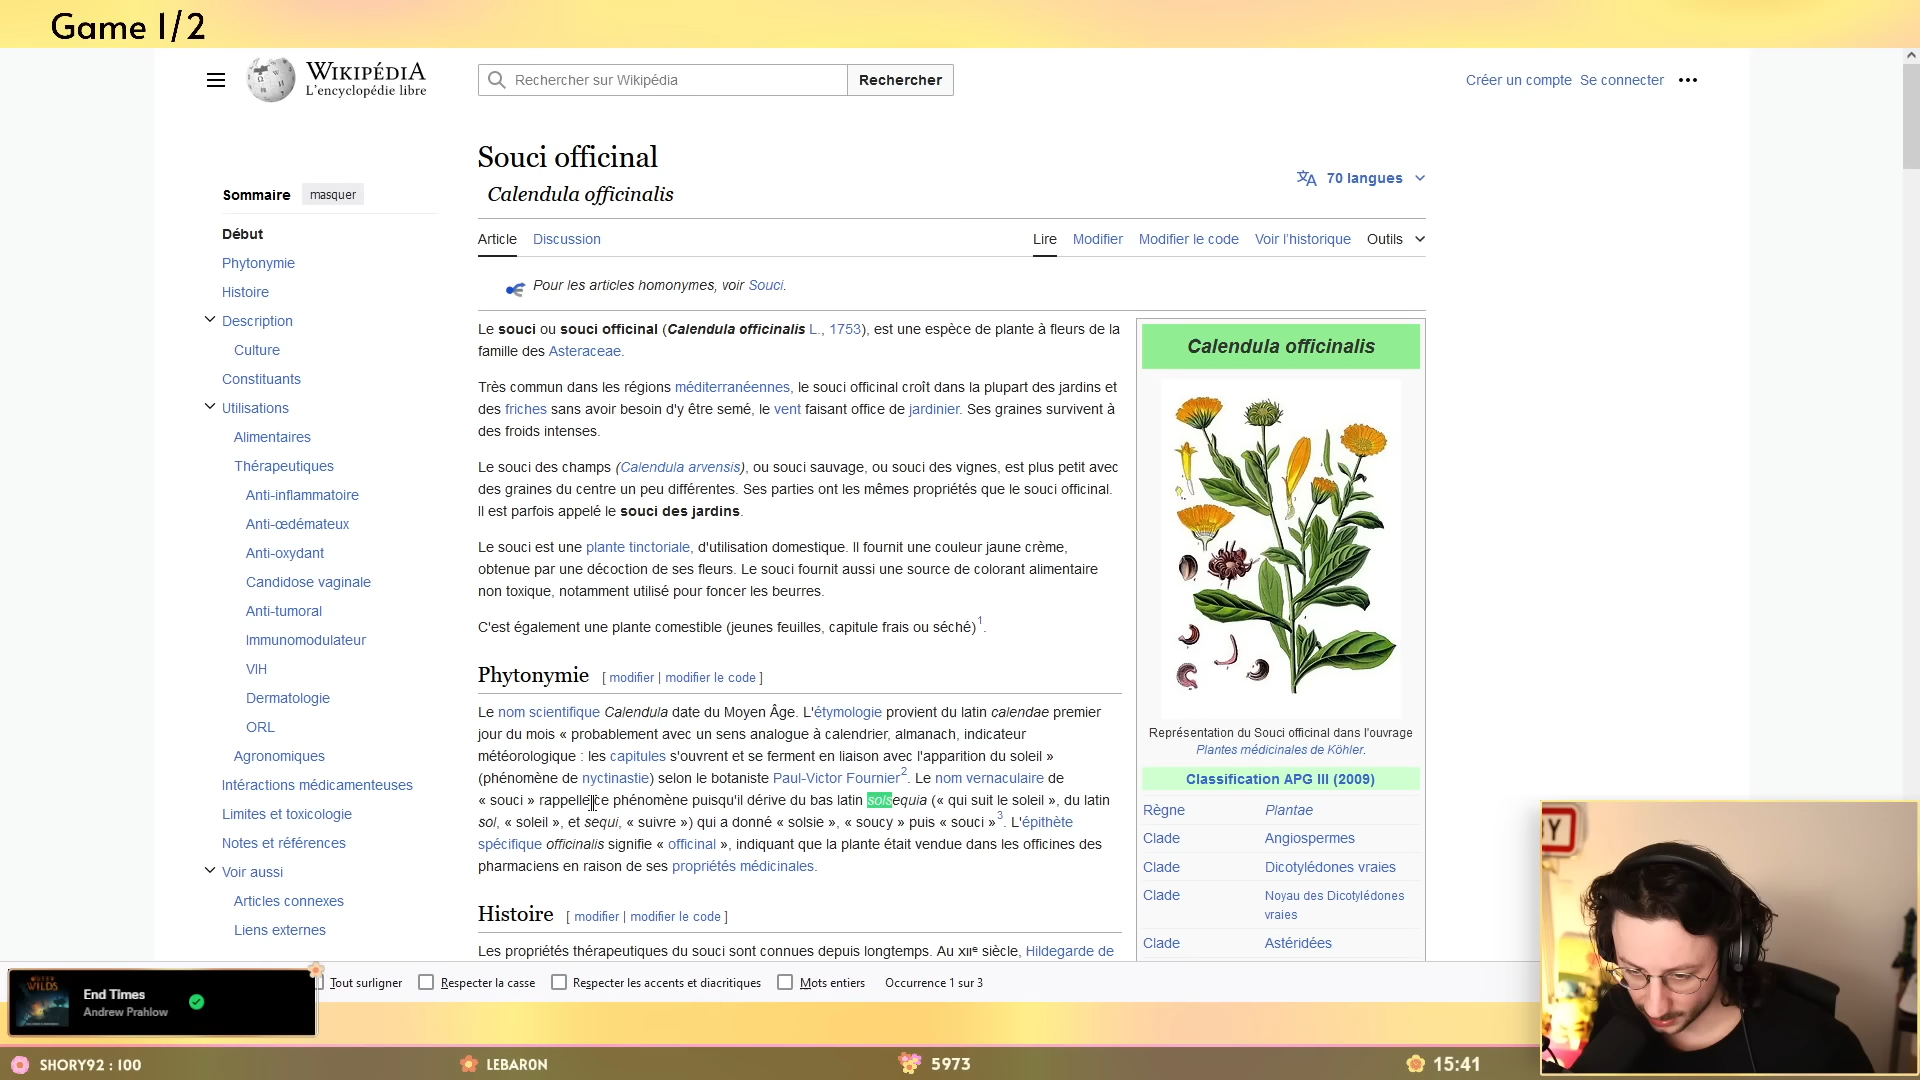 Game 1/2
WIKIPÉDIA
L'encyclopédie libre
Rechercher sur Wikipédia
Rechercher
Créer un compte Se connecter
Souci officinal
Calendula officinalis
70 langues
Sommaire masquer
Début
Phytonymie
Histoire
Description
Culture
Constituants
Utilisations
Alimentaires
Thérapeutiques
Anti-inflammatoire
Anti-œdémateux
Anti-oxydant
Candidose vaginale
Anti-tumoral
Immunomodulateur
VIH
Dermatologie
ORL
Agronomiques
Intéractions médicamenteuses
Limites et toxicologie
Notes et références
Voir aussi
Articles connexes
Liens externes
Article Discussion
Lire Modifier Modifier le code Voir l'historique Outils
Pour les articles homonymes, voir Souci.
Le souci ou souci officinal (Calendula officinalis L., 1753), est une espèce de plante à fleurs de la
famille des Asteraceae.
Très commun dans les régions méditerranéennes, le souci officinal croît dans la plupart des jardins et
des friches sans avoir besoin d'y être semé, le vent faisant office de jardinier. Ses graines survivent à
des froids intenses.
Le souci des champs (Calendula arvensis), ou souci sauvage, ou souci des vignes, est plus petit avec
des graines du centre un peu différentes. Ses parties ont les mêmes propriétés que le souci officinal.
Il est parfois appelé le souci des jardins.
Le souci est une plante tinctoriale, d'utilisation domestique. Il fournit une couleur jaune crème,
obtenue par une décoction de ses fleurs. Le souci fournit aussi une source de colorant alimentaire
non toxique, notamment utilisé pour foncer les beurres.
C'est également une plante comestible (jeunes feuilles, capitule frais ou séché)1.
Phytonymie [ modifier | modifier le code ]
Le nom scientifique Calendula date du Moyen Âge. L'étymologie provient du latin calendae premier
jour du mois « probablement avec un sens analogue à calendrier, almanach, indicateur
météorologique : les capitules s'ouvrent et se ferment en liaison avec l'apparition du soleil »
(phénomène de nyctinastie) selon le botaniste Paul-Victor Fournier2. Le nom vernaculaire de
« souci » rappelle ce phénomène puisqu'il dérive du bas latin solsequia (« qui suit le soleil », du latin
sol, « soleil », et sequi, « suivre ») qui a donné « solsie », « soucy » puis « souci »3. L'épithète
spécifique officinalis signifie « officinal », indiquant que la plante était vendue dans les officines des
pharmaciens en raison de ses propriétés médicinales.
Histoire [ modifier | modifier le code ]
Les propriétés thérapeutiques du souci sont connues depuis longtemps. Au XIIe siècle, Hildegarde de
Calendula officinalis
Représentation du Souci officinal dans l'ouvrage
Plantes médicinales de Köhler.
Classification APG III (2009)
Règne Plantae
Clade Angiospermes
Clade Dicotylédones vraies
Clade Noyau des Dicotylédones
vraies
Clade Astéridées
Tout surligner Respecter la casse Respecter les accents et diacritiques Mots entiers Occurrence 1 sur 3
OUTER
WILDS
End Times
Andrew Prahlow
SHORY92 : 100
LEBARON
5973
15:41